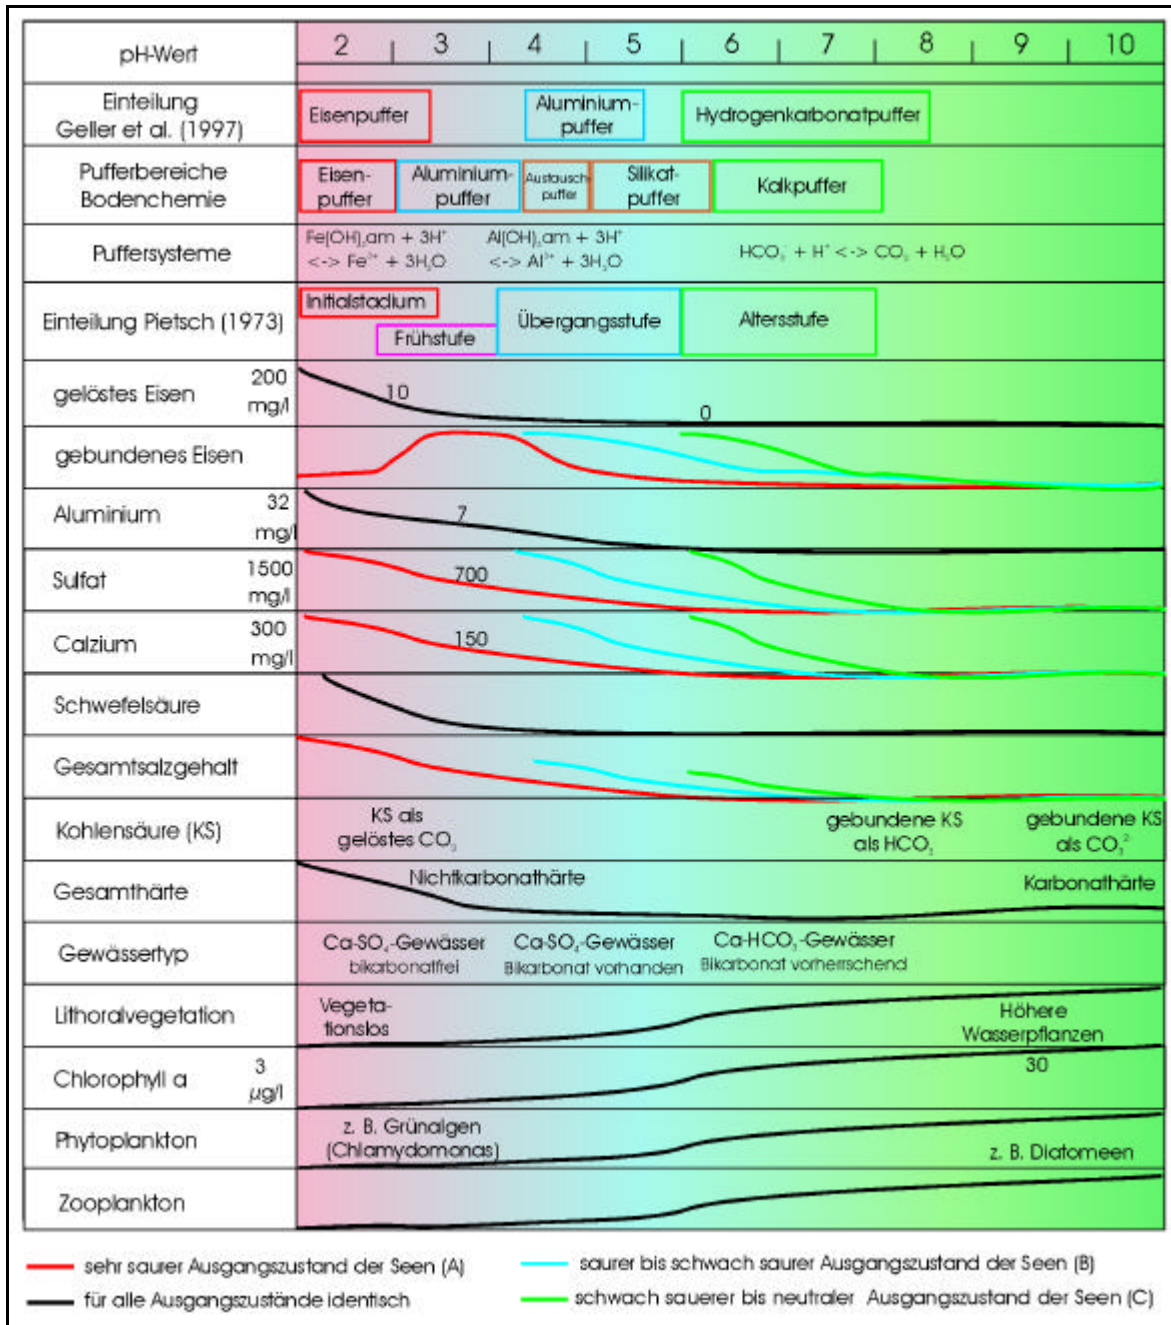 pH-Wert 2 3 4 5 6 7 8 9 10
Einteilung
Geller et al. (1997)
Eisenpuffer
Aluminium-
puffer
Hydrogenkarbonatpuffer
Pufferbereiche
Bodenchemie
Eisen-
puffer
Aluminium-
puffer
Austausch-
puffer
Silikat-
puffer
Kalkpuffer
Puffersysteme
Fe(OH)₃am + 3H⁺
<-> Fe³⁺ + 3H₂O
Al(OH)₃am + 3H⁺
<-> Al³⁺ + 3H₂O
HCO₃⁻ + H⁺ <-> CO₂ + H₂O
Einteilung Pietsch (1973)
Initialstadium
Frühstufe
Übergangsstufe
Altersstufe
gelöstes Eisen
200
mg/l
10
0
gebundenes Eisen
Aluminium
32
mg/l
7
Sulfat
1500
mg/l
700
Calzium
300
mg/l
150
Schwefelsäure
Gesamtsalzgehalt
Kohlensäure (KS)
KS als
gelöstes CO₂
gebundene KS
als HCO₃
gebundene KS
als CO₃²
Gesamthärte
Nichtkarbonathärte
Karbonathärte
Gewässertyp
Ca-SO₄-Gewässer
bikarbonatfrei
Ca-SO₄-Gewässer
Bikarbonat vorhanden
Ca-HCO₃-Gewässer
Bikarbonat vorherrschend
Lithoralvegetation
Vegeta-
tionslos
Höhere
Wasserpflanzen
Chlorophyll a
3
µg/l
30
Phytoplankton
z. B. Grünalgen
(Chlamydomonas)
z. B. Diatomeen
Zooplankton
sehr saurer Ausgangszustand der Seen (A)
saurer bis schwach saurer Ausgangszustand der Seen (B)
für alle Ausgangszustände identisch
schwach sauerer bis neutraler Ausgangszustand der Seen (C)